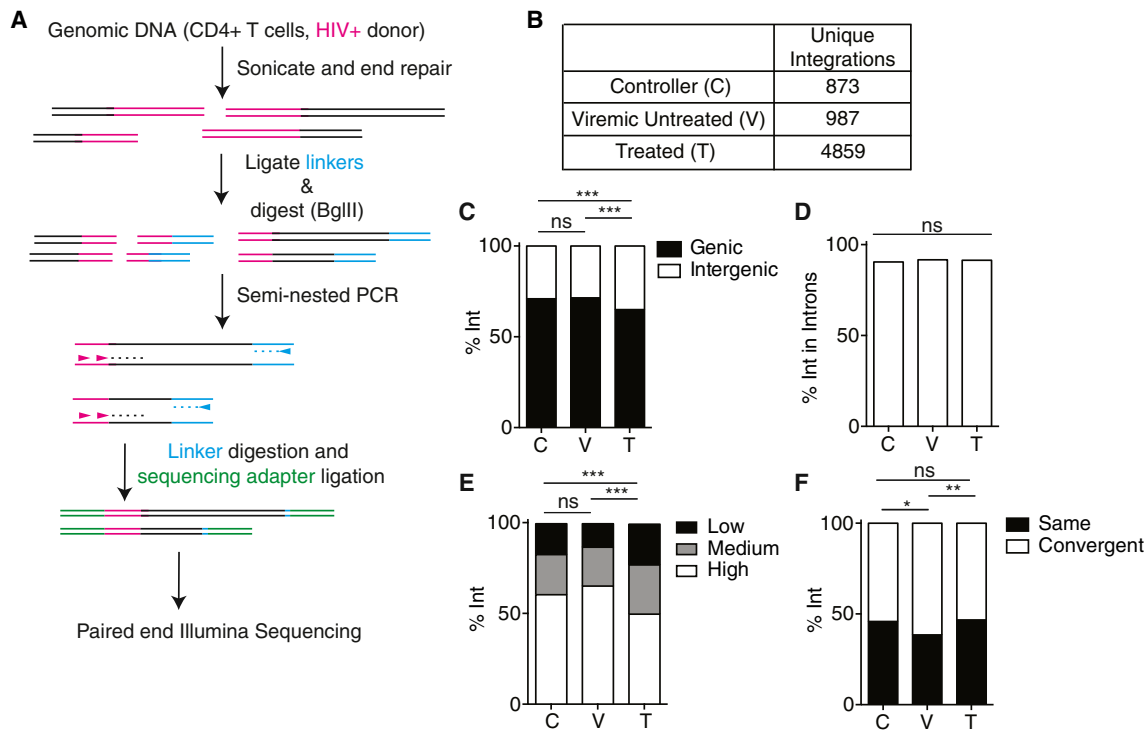 A
Genomic DNA (CD4+ T cells, HIV+ donor)
Sonicate and end repair
Ligate linkers
&
digest (BglII)
Semi-nested PCR
Linker digestion and
sequencing adapter ligation
Paired end Illumina Sequencing
B
Unique
Integrations
Controller (C) 873
Viremic Untreated (V) 987
Treated (T) 4859
C
***
ns ***
Genic
Intergenic
% Int
100
50
0
C V T
D
ns
% Int in Introns
100
50
0
C V T
E
***
ns ***
Low
Medium
High
% Int
100
50
0
C V T
F
ns
* **
Same
Convergent
% Int
100
50
0
C V T